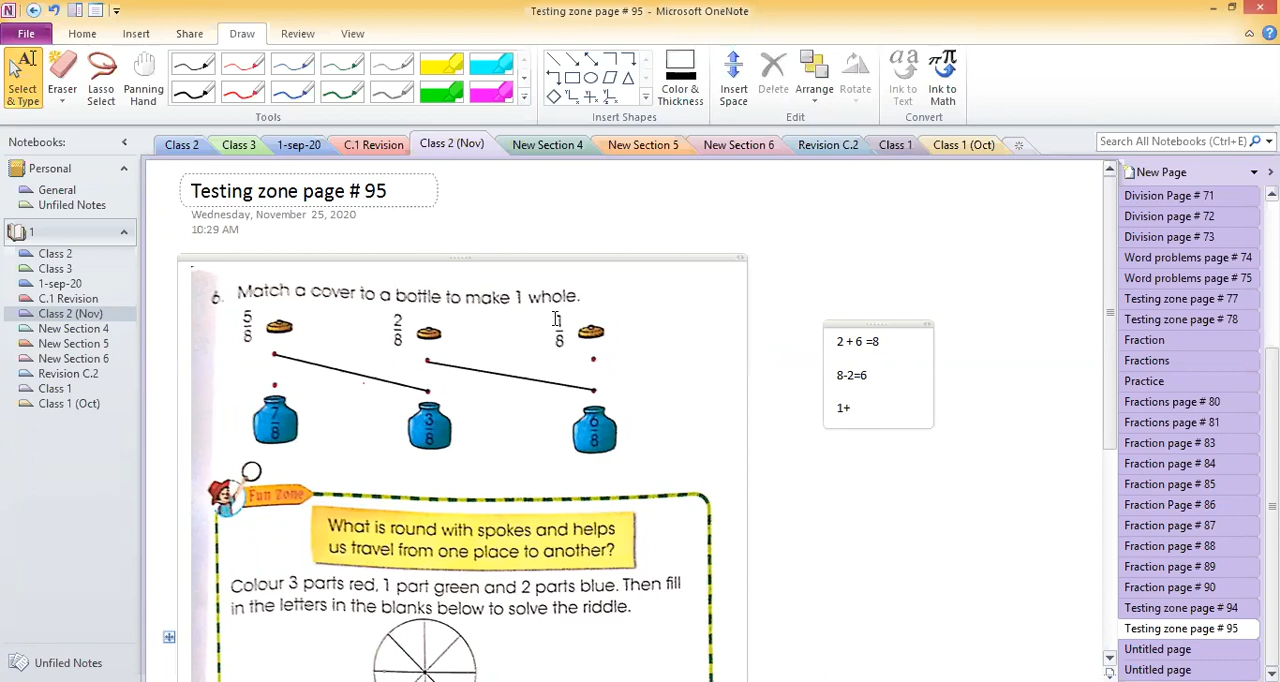 Testing zone page # 95 - Microsoft OneNote
File Home Insert Share Draw Review View
Select & Type
Eraser
Lasso Select
Panning Hand
Color & Thickness
Insert Space
Delete
Arrange
Rotate
Ink to Text
Ink to Math
Tools
Insert Shapes
Edit
Convert
Notebooks:
Class 2
Class 3
1-sep-20
C.1 Revision
Class 2 (Nov)
New Section 4
New Section 5
New Section 6
Revision C.2
Class 1
Class 1 (Oct)
Search All Notebooks (Ctrl+E)
Personal
General
Unfiled Notes
1
Class 2
Class 3
1-sep-20
C.1 Revision
Class 2 (Nov)
New Section 4
New Section 5
New Section 6
Revision C.2
Class 1
Class 1 (Oct)
Unfiled Notes
Testing zone page # 95
Wednesday, November 25, 2020
10:29 AM
6. Match a cover to a bottle to make 1 whole.
5/8 2/8 1/8
7/8 3/8 6/8
Fun Zone
What is round with spokes and helps
us travel from one place to another?
Colour 3 parts red, 1 part green and 2 parts blue. Then fill
in the letters in the blanks below to solve the riddle.
2 + 6 =8
8-2=6
1+
New Page
Division Page # 71
Division page # 72
Division page # 73
Word problems page # 74
Word problems page # 75
Testing zone page # 77
Testing zone page # 78
Fraction
Fractions
Practice
Fractions page # 80
Fractions page # 81
Fraction page # 83
Fraction page # 84
Fraction page # 85
Fraction Page # 86
Fraction page # 87
Fraction page # 88
Fraction page # 89
Fraction page # 90
Testing zone page # 94
Testing zone page # 95
Untitled page
Untitled page